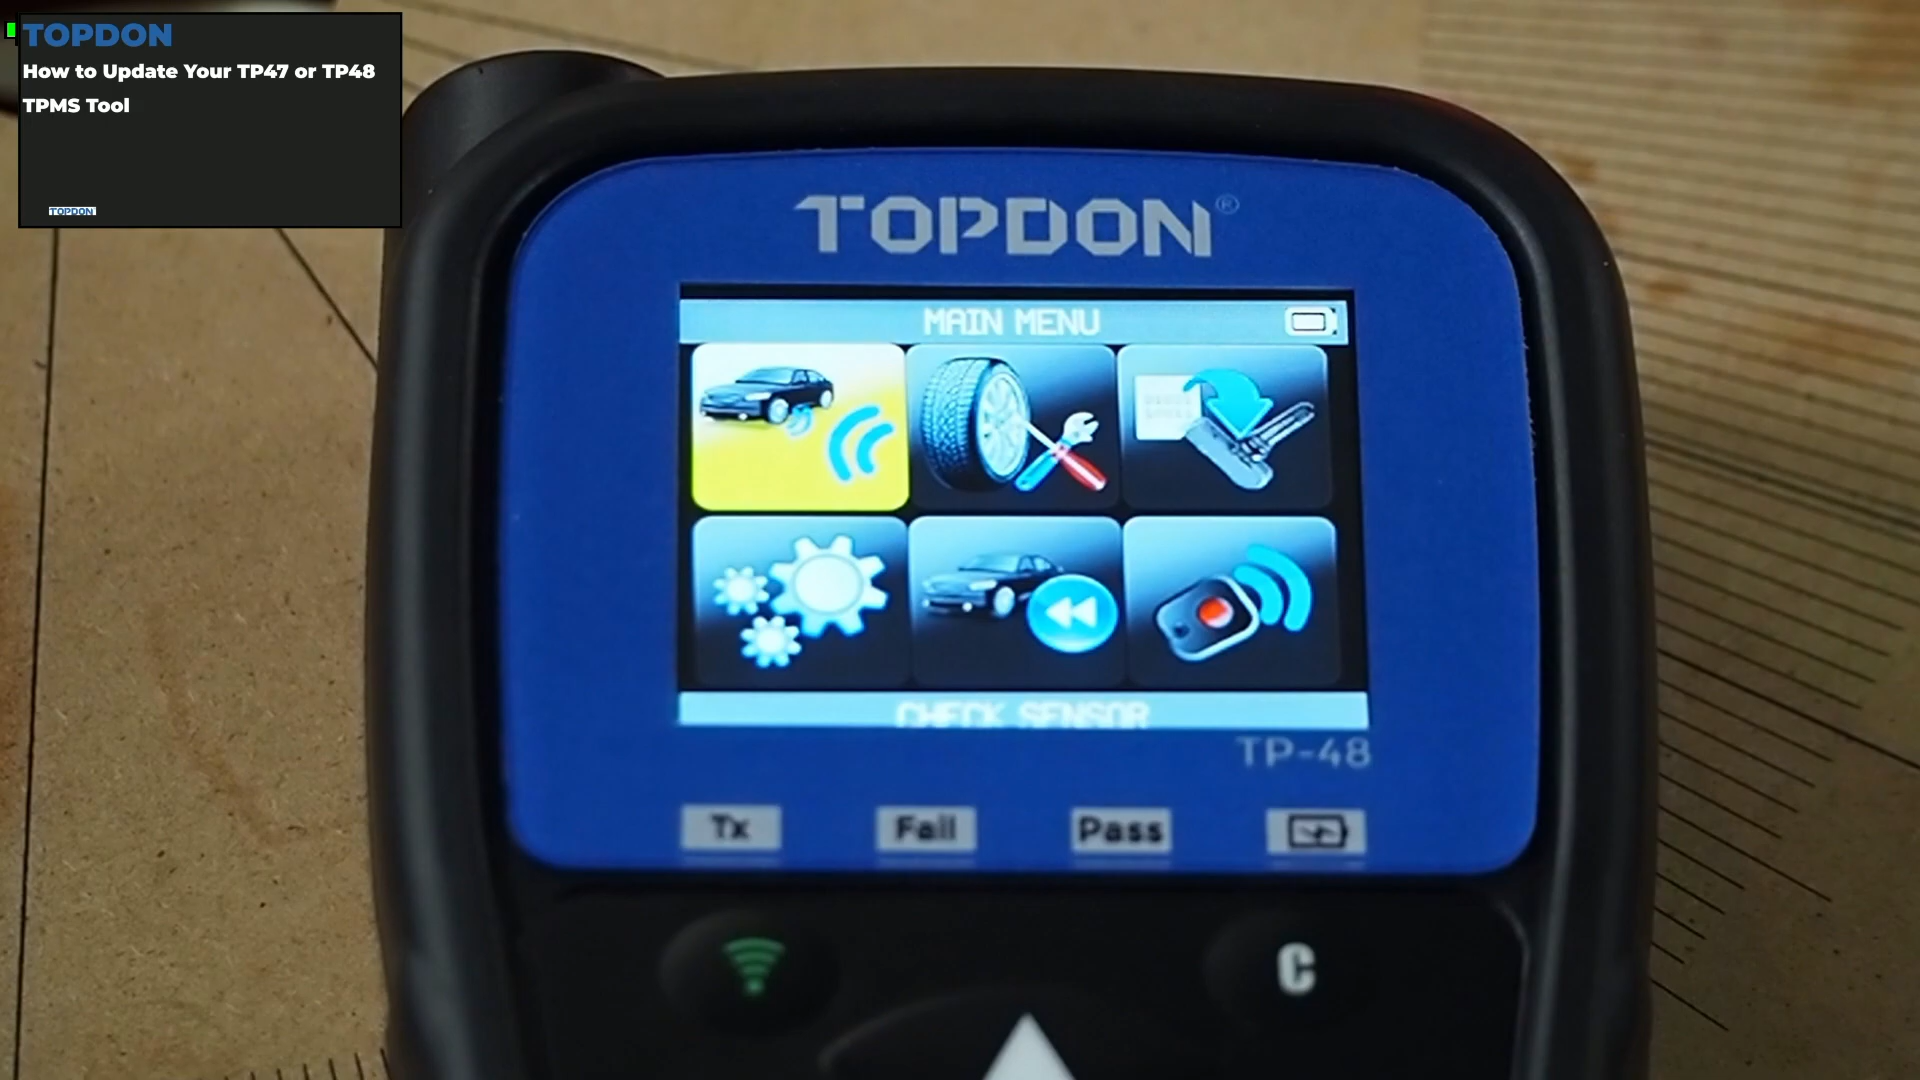 TOPDON
How to Update Your TP47 or TP48
TPMS Tool
TOPDON
TOPDON®
MAIN MENU
CHECK SENSOR
TP-48
Tx
Fail
Pass
C